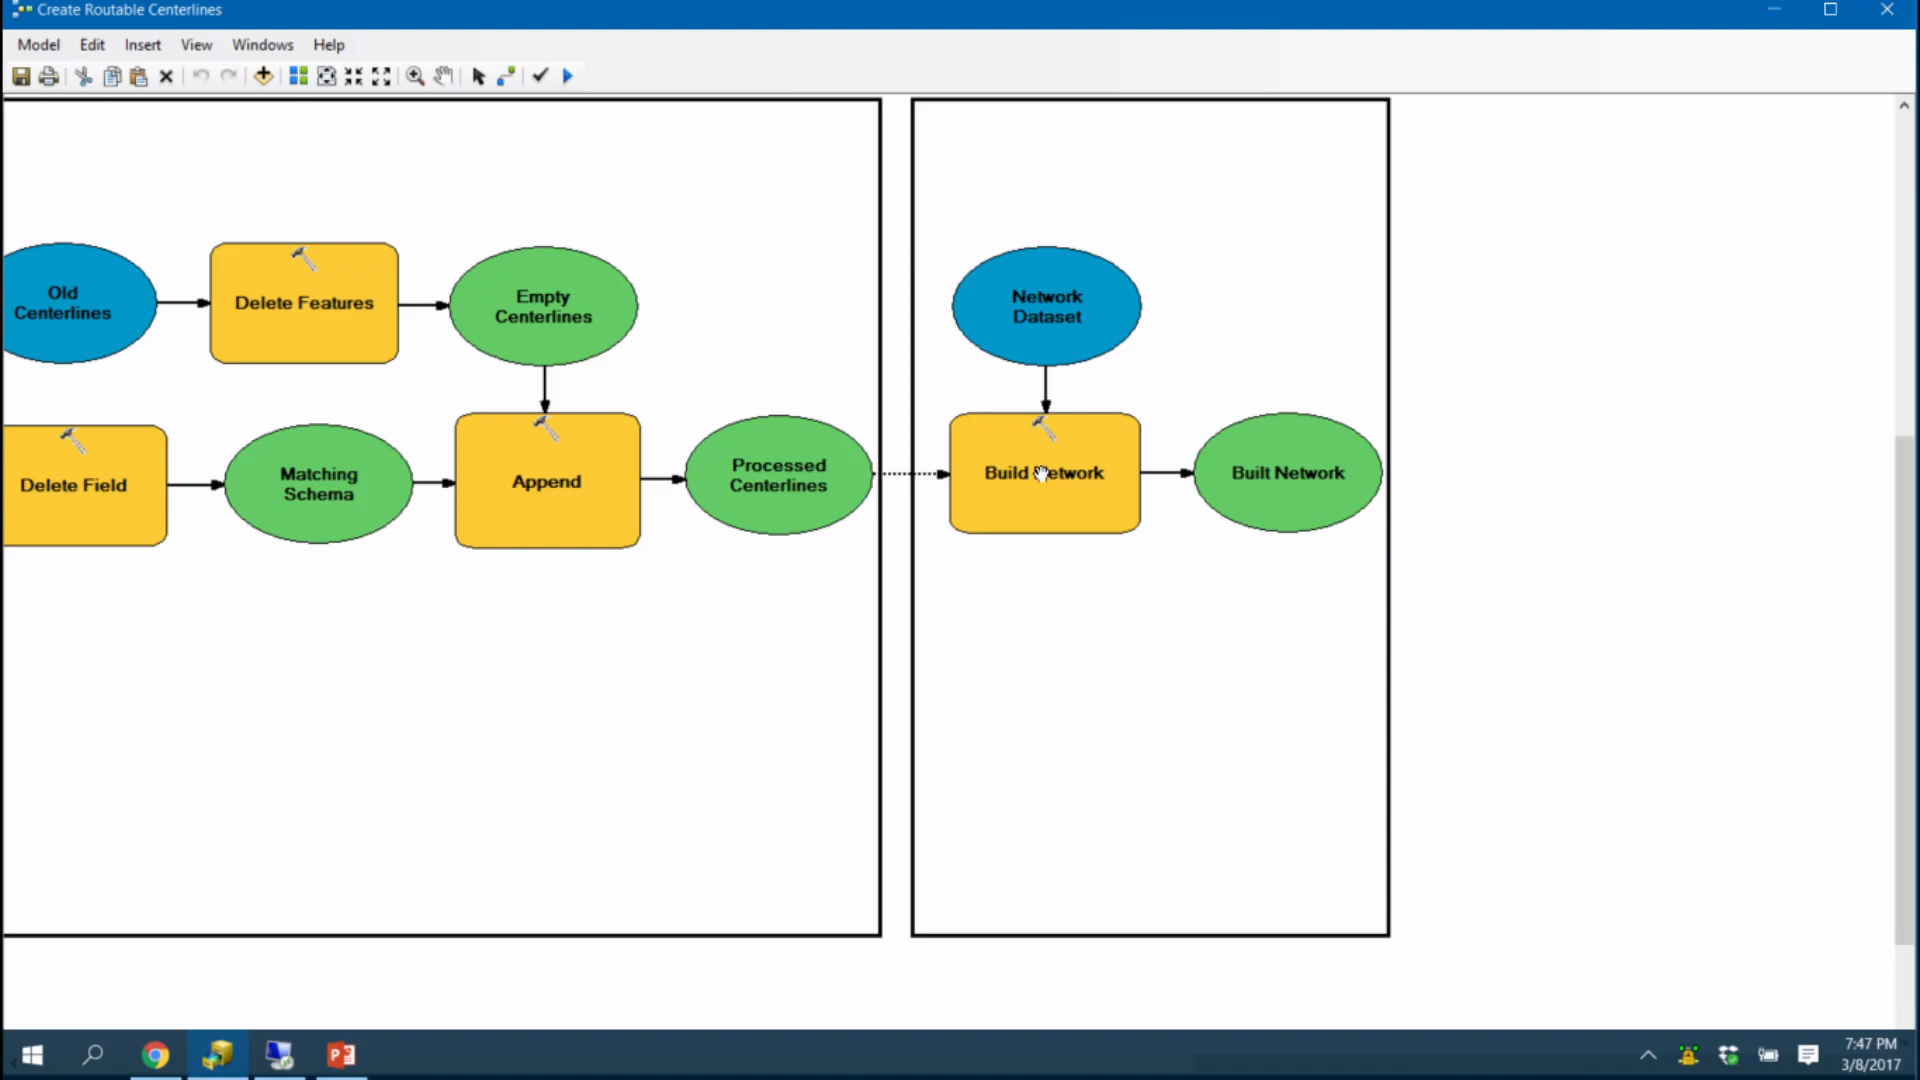 Create Routable Centerlines
Model Edit Insert View Windows Help
Old
Centerlines
Delete Features
Empty
Centerlines
Network
Dataset
Delete Field
Matching
Schema
Append
Processed
Centerlines
Build Network
Built Network
7:47 PM
3/8/2017